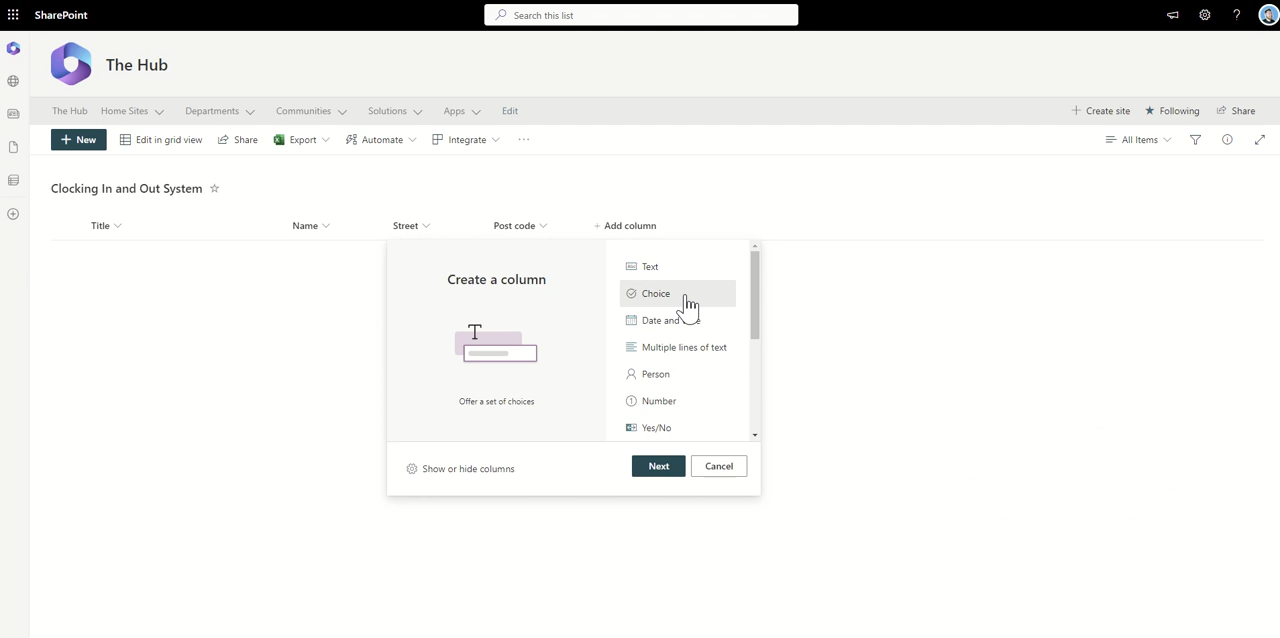 SharePoint
Search this list
?
The Hub
The Hub Home Sites Departments Communities Solutions Apps Edit
+ Create site Following Share
+ New Edit in grid view Share Export Automate Integrate ...
All Items
Clocking In and Out System
Title Name Street Post code + Add column
Create a column
T
Offer a set of choices
Text
Choice
Date and
Multiple lines of text
Person
Number
Yes/No
Show or hide columns
Next Cancel